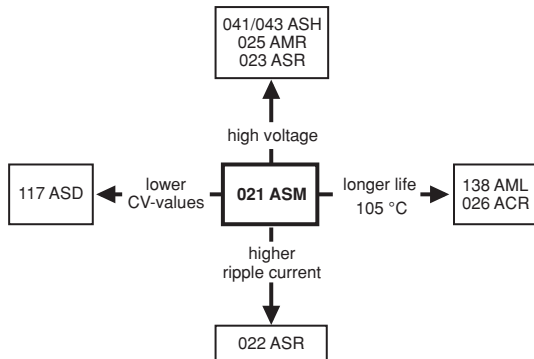 041/043 ASH
025 AMR
023 ASR
high voltage
117 ASD
lower
CV-values
021 ASM
longer life
105 °C
138 AML
026 ACR
higher
ripple current
022 ASR